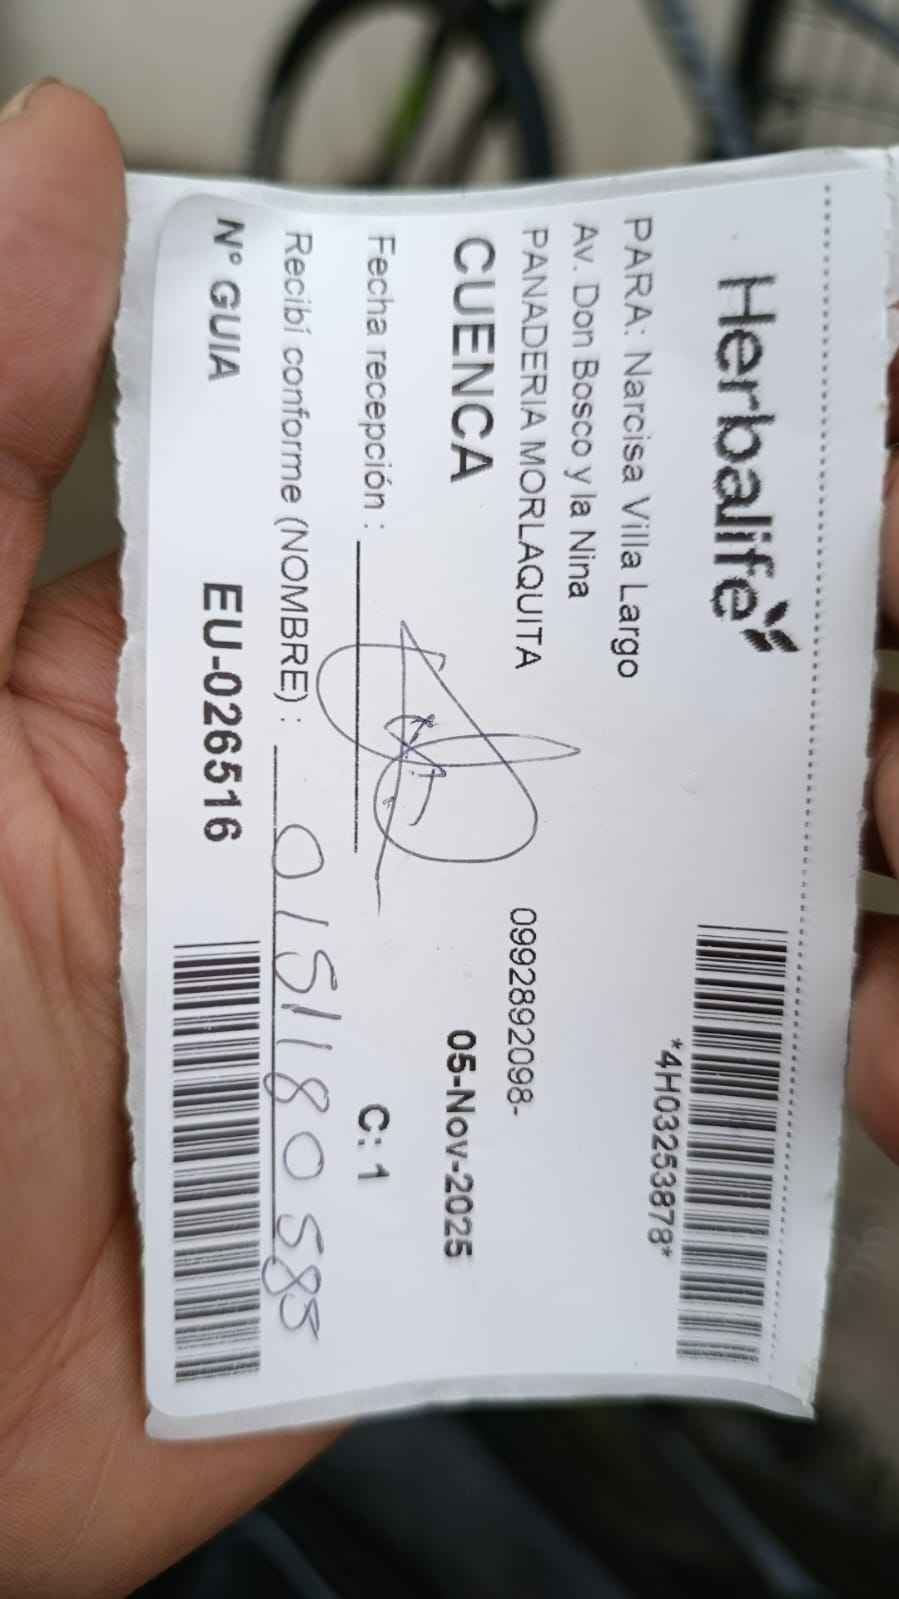 Herbalife
*4H03253878*
PARA: Narcisa Villa Largo
Av. Don Bosco y la Nina
PANADERIA MORLAQUITA 0992892098-
CUENCA 05-Nov-2025
Fecha recepción : C: 1
Recibí conforme (NOMBRE) : 0151180585
Nº GUIA EU-026516